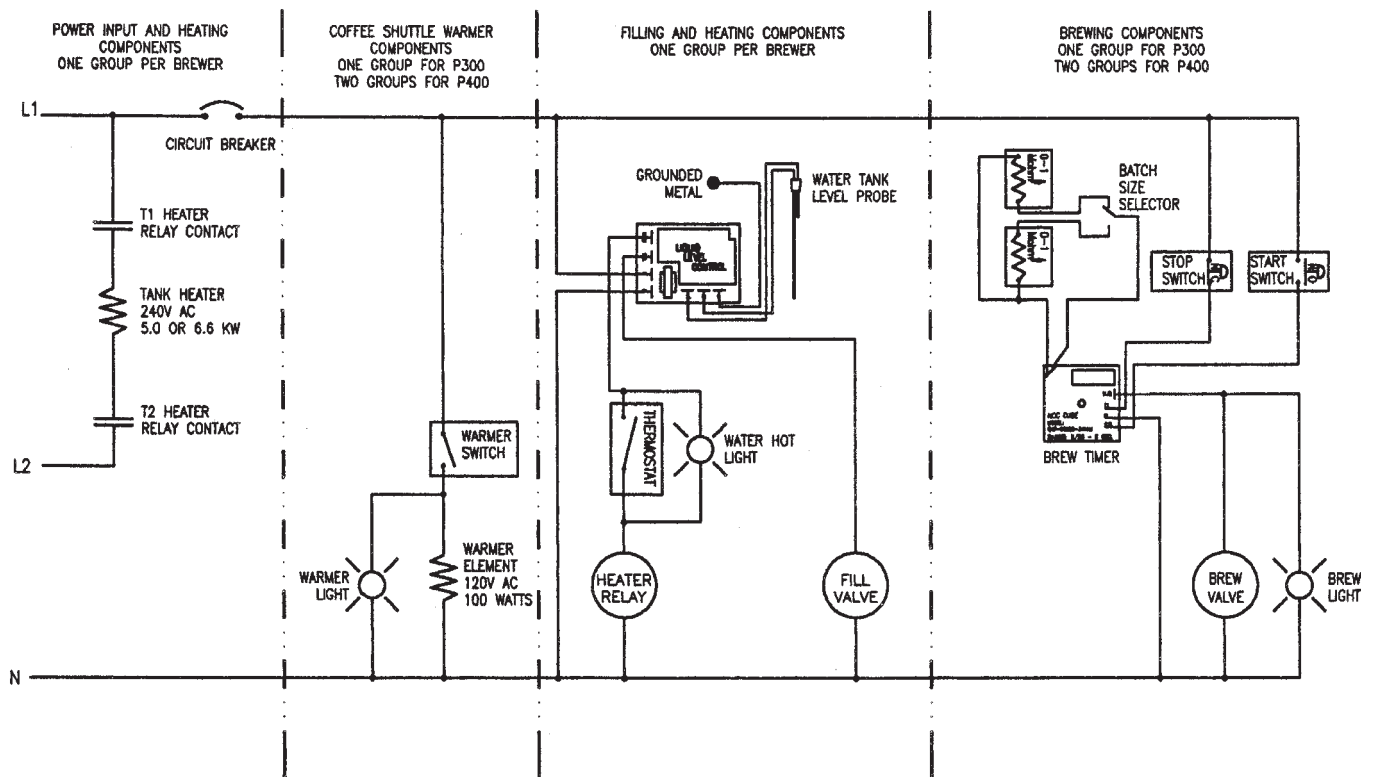 POWER INPUT AND HEATING
COMPONENTS
ONE GROUP PER BREWER
COFFEE SHUTTLE WARMER
COMPONENTS
ONE GROUP FOR P300
TWO GROUPS FOR P400
FILLING AND HEATING COMPONENTS
ONE GROUP PER BREWER
BREWING COMPONENTS
ONE GROUP FOR P300
TWO GROUPS FOR P400
L1
CIRCUIT BREAKER
T1 HEATER
RELAY CONTACT
TANK HEATER
240V AC
5.0 OR 6.6 KW
T2 HEATER
RELAY CONTACT
L2
WARMER
SWITCH
WARMER
LIGHT
WARMER
ELEMENT
120V AC
100 WATTS
GROUNDED
METAL
WATER TANK
LEVEL PROBE
LIQUID
LEVEL
CONTROL
THERMOSTAT
WATER HOT
LIGHT
HEATER
RELAY
FILL
VALVE
0-1
0-1
BATCH
SIZE
SELECTOR
STOP
SWITCH
START
SWITCH
BREW TIMER
BREW
VALVE
BREW
LIGHT
N